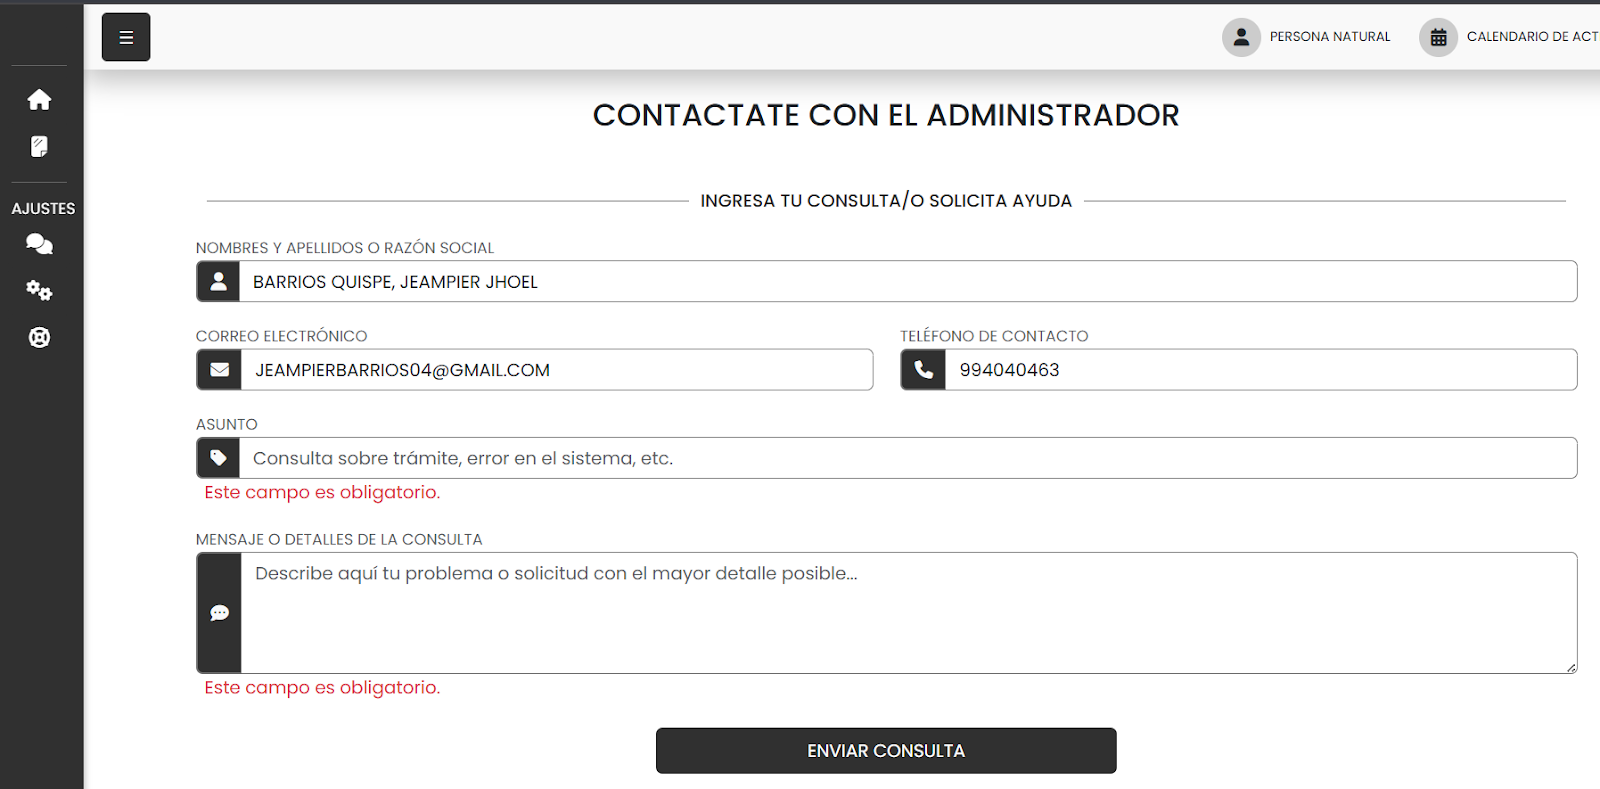 PERSONA NATURAL
CALENDARIO DE ACT
CONTACTATE CON EL ADMINISTRADOR
INGRESA TU CONSULTA/O SOLICITA AYUDA
AJUSTES
NOMBRES Y APELLIDOS O RAZÓN SOCIAL
BARRIOS QUISPE, JEAMPIER JHOEL
CORREO ELECTRÓNICO
JEAMPIERBARRIOS04@GMAIL.COM
TELÉFONO DE CONTACTO
994040463
ASUNTO
Consulta sobre trámite, error en el sistema, etc.
Este campo es obligatorio.
MENSAJE O DETALLES DE LA CONSULTA
Describe aquí tu problema o solicitud con el mayor detalle posible...
Este campo es obligatorio.
ENVIAR CONSULTA